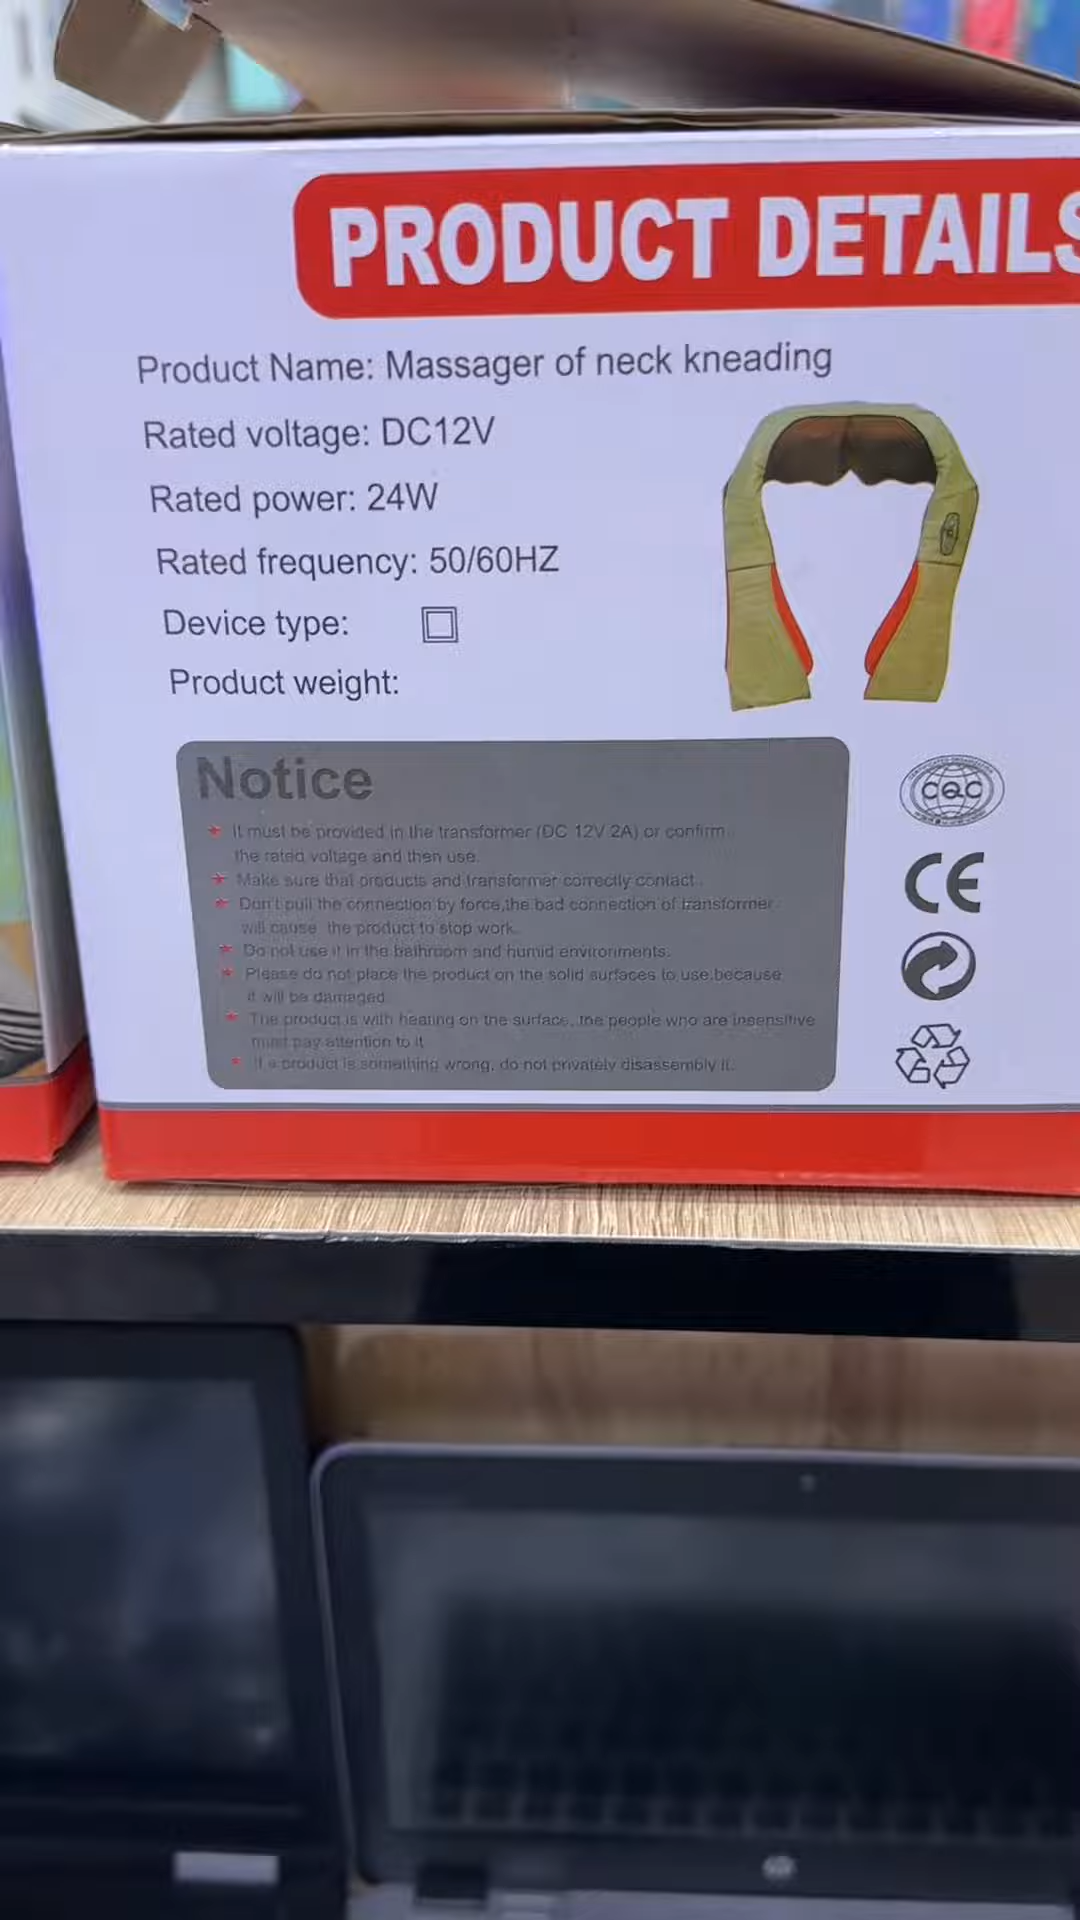 PRODUCT DETAILS
Product Name: Massager of neck kneading
Rated voltage: DC12V
Rated power: 24W
Rated frequency: 50/60HZ
Device type:
Product weight:
Notice
It must be provided in the transformer (DC 12V 2A) or confirm
the rated voltage and then use.
Make sure that products and transformer correctly contact.
Don't pull the connection by force,the bad connection of transformer
will cause the product to stop work.
Do not use it in the bathroom and humid environments.
Please do not place the product on the solid surfaces to use,because
it will be damaged.
The product is with heating on the surface, the people who are insensitive
must pay attention to it
If a product is something wrong, do not privately disassembly it.
CQC
CE
hp